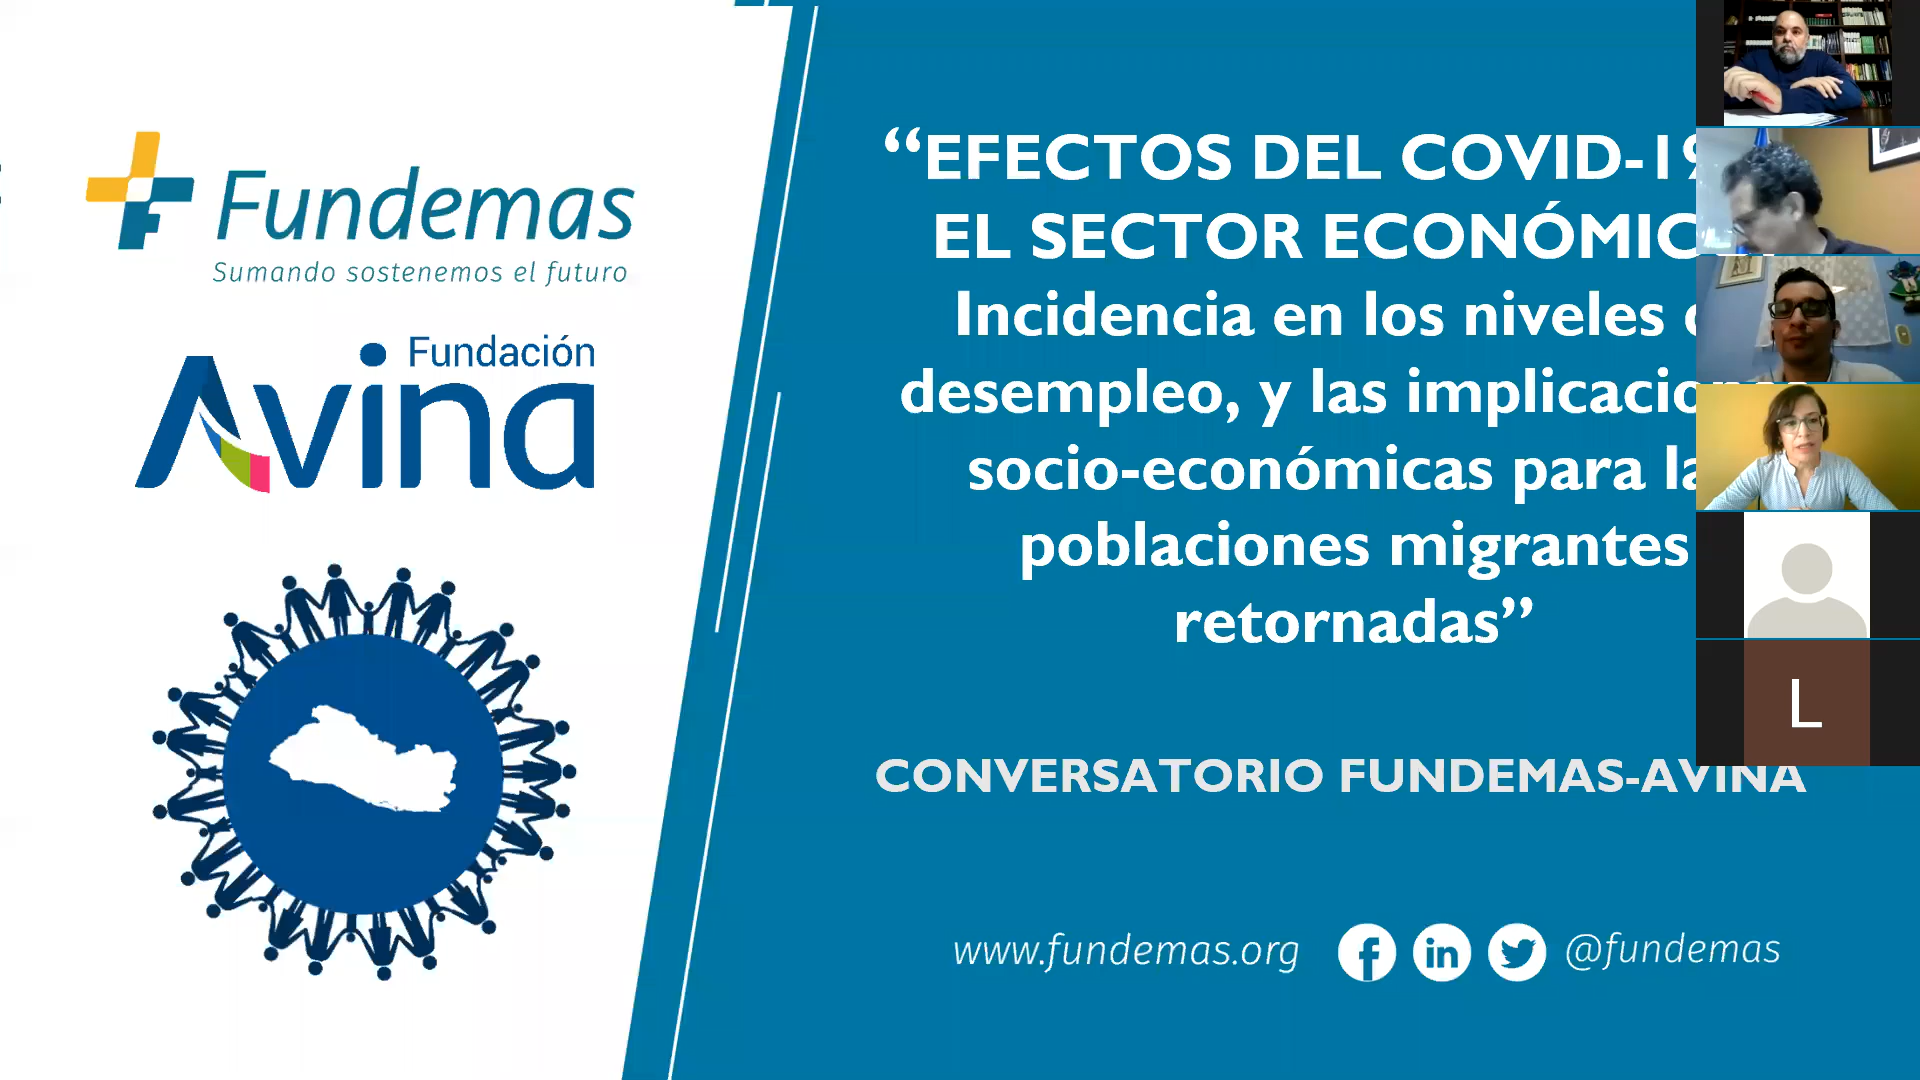 Fundemas
Sumando sostenemos el futuro
Fundación
Avina
“EFECTOS DEL COVID-19
EL SECTOR ECONÓMIC
Incidencia en los niveles
desempleo, y las implicacio
socio-económicas para la
poblaciones migrantes
retornadas”
CONVERSATORIO FUNDEMAS-AVINA
www.fundemas.org
@fundemas
L